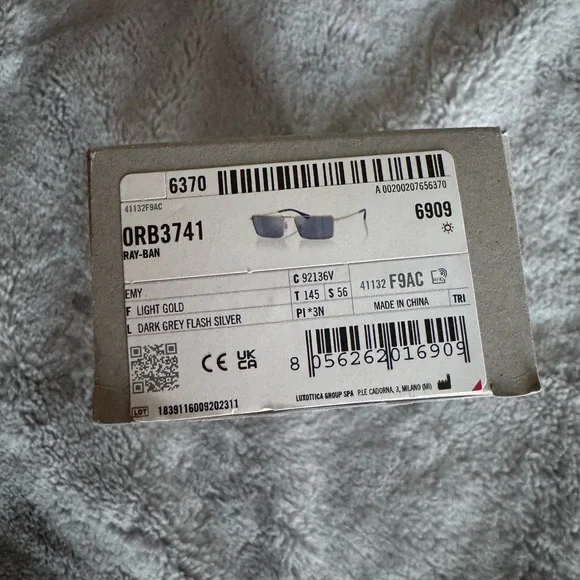 6370
A 00200207656370
41132F9AC
0RB3741
6909
RAY-BAN
EMY
C 92136V
F LIGHT GOLD
T 145 S 56
41132 F9AC
L DARK GREY FLASH SILVER
PI *3N
MADE IN CHINA
TRI
CE UK CA
8 056262 016909
LOT 1839116009202311
LUXOTTICA GROUP SPA P.LE CADORNA, 3, MILANO (MI)